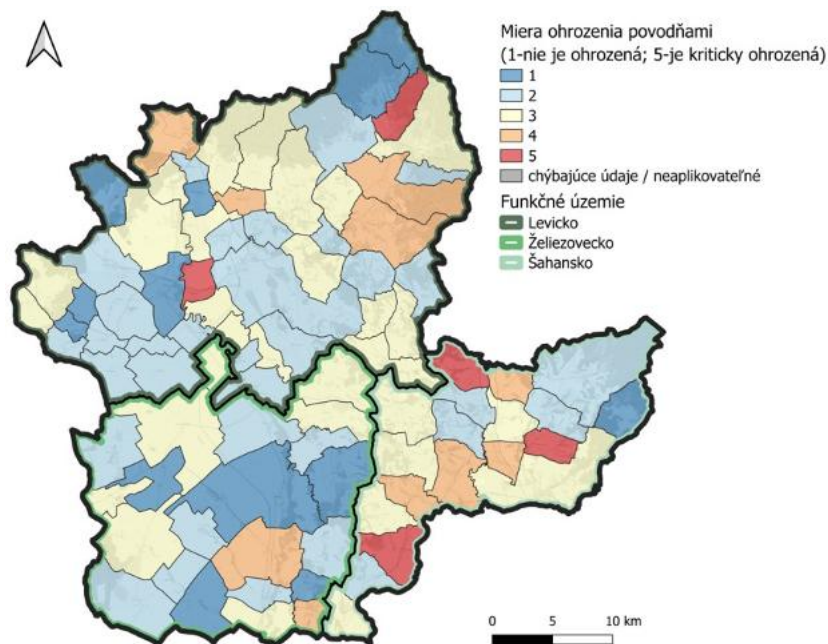 Miera ohrozenia povodňami
(1-nie je ohrozená; 5-je kriticky ohrozená)
1
2
3
4
5
chýbajúce údaje / neaplikovateľné
Funkčné územie
Levicko
Želiezovecko
Šahansko
0 5 10 km